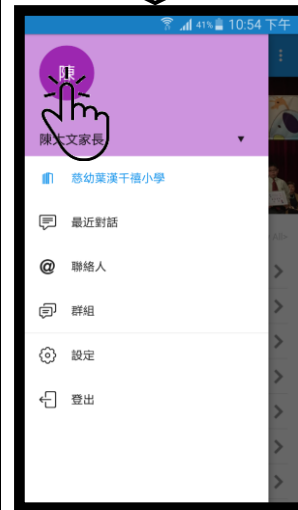 41% 10:54 下午
陳
陳大文家長
慈幼葉漢千禧小學
最近對話
@ 聯絡人
群組
設定
登出